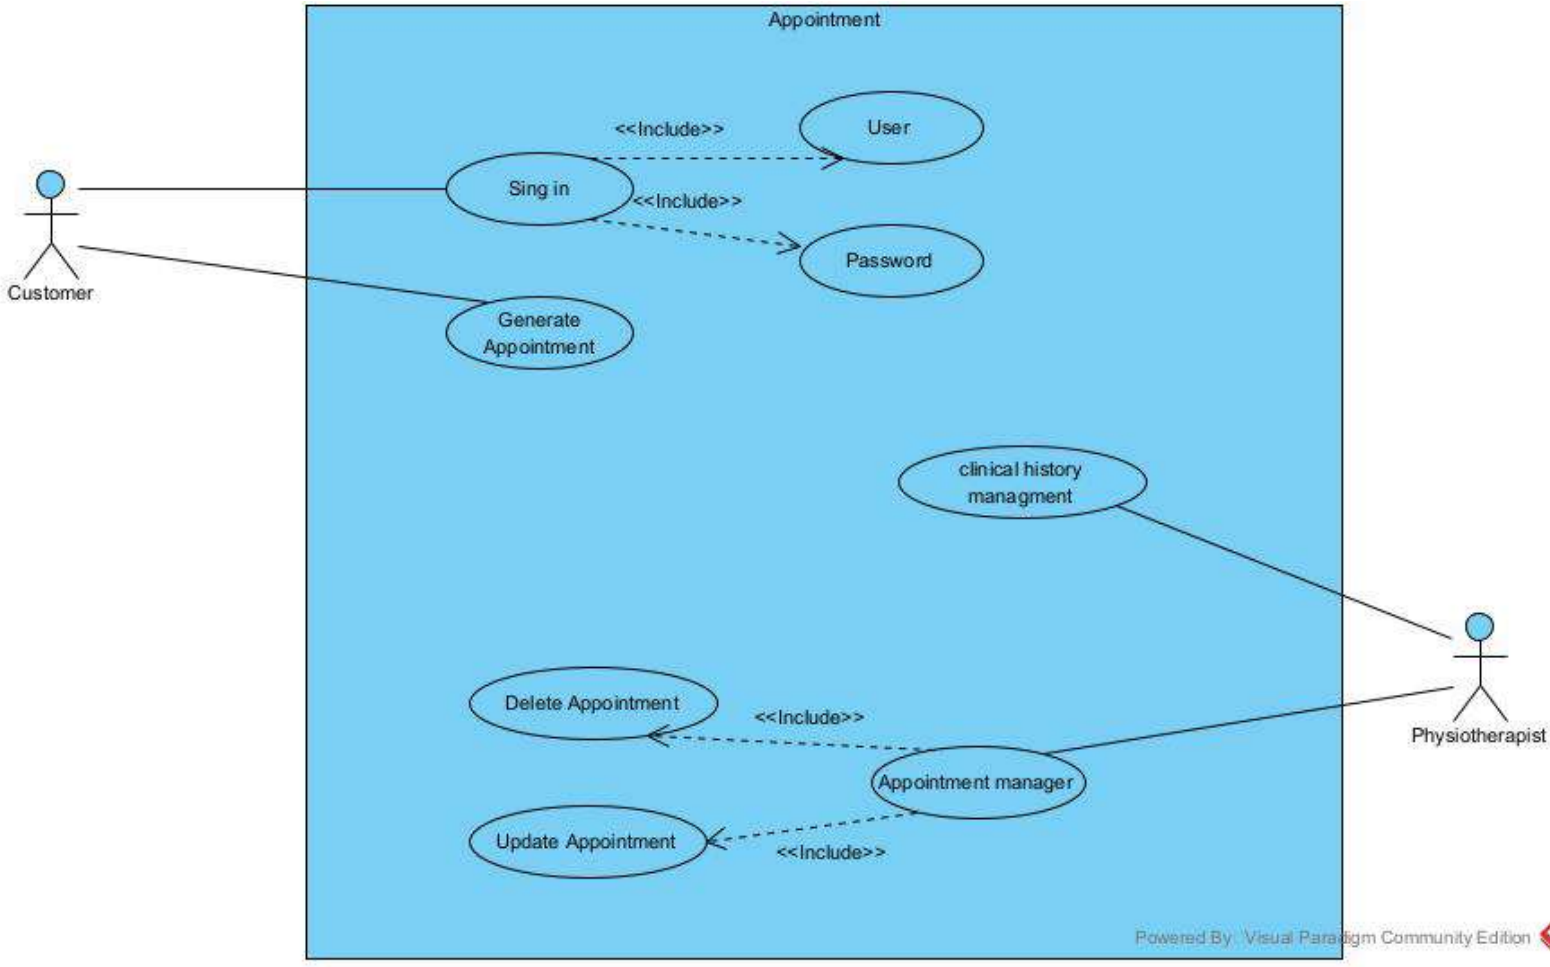 Appointment
<<Include>>
User
Sing in
<<Include>>
Password
Customer
Generate
Appointment
clinical history
managment
Delete Appointment
<<Include>>
Physiotherapist
Appointment manager
Update Appointment
<<Include>>
Powered By: Visual Paradigm Community Edition